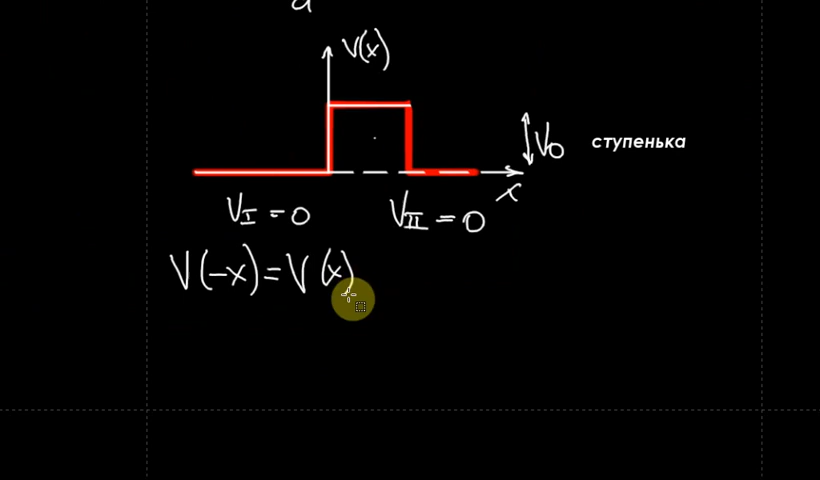 V(x)
V₀ ступенька
x
V_I = 0 V_II = 0
V(-x) = V(x)